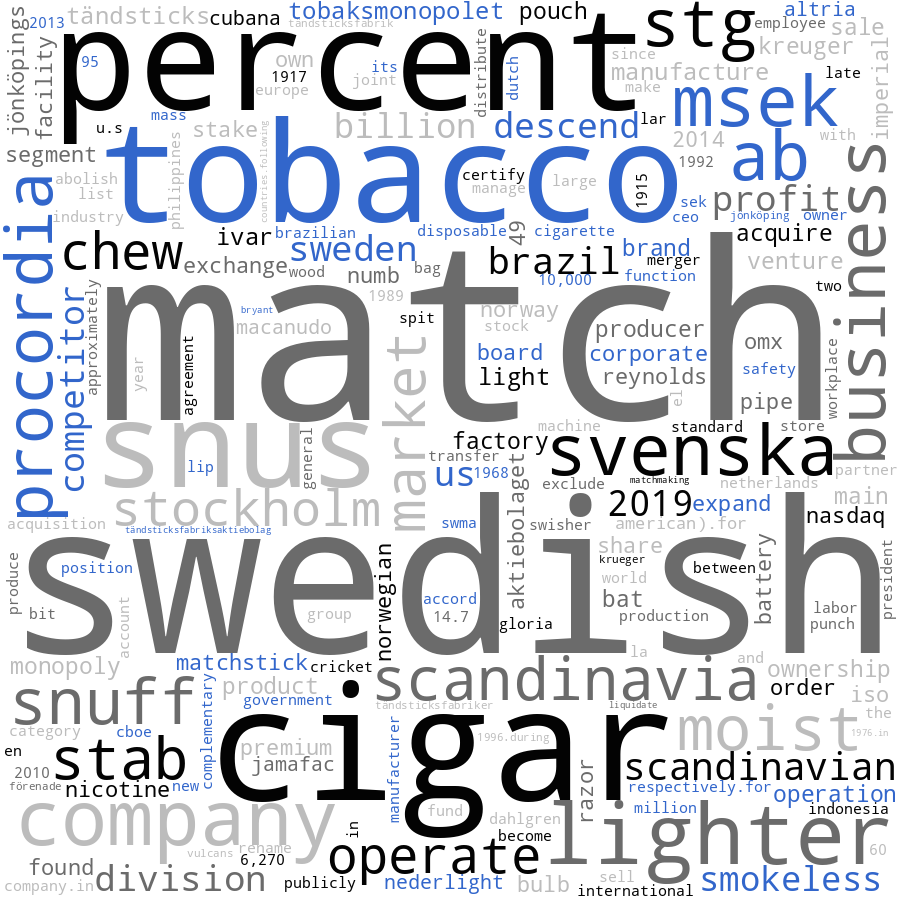 jönköpings
2013
tändsticks
cubana
tobaksmonopolet
tändsticksfabrik
pouch
stg
altria
employee
sale
facility
95
percent
own
1917
europe
its
joint
distribute
dutch
since
manufacture
make
kreuger
late
imperial
mass
u.s
stake
billion
descend
lar
msek
2014
with
segment
philippines
countries following
tobacco
certify
manage
large
1915
1992
ab
abolish
list
industry
sek
ceo
profit
jönköping
owner
business
procordia
chew
ivar
brazilian
disposable
cigarette
49
sweden
brand
acquire
exchange
wood
numb
bag
brazil
10,000
function
merger
venture
two
competitor
approximately
1989
bryant
macanudo
spit
norway
stock
producer
omx
match
year
agreement
market
board
light
corporate
reynolds
safety
el
pipe
workplace
snus
general
lip
factory
transfer
machine
standard
store
svenska
us
1968
exclude
matchmaking
netherlands
partner
stockholm
acquisition
tändsticksfabriksaktiebolag
swma
aktiebolaget
swisher
2019
expand
american).for
main
nasdaq
swedish
produce
position
bit
account
group
norwegian
accord
14.7
gloria
share
krueger
world
bat
production
between
battery
labor
punch
president
monopoly
matchstick
cricket
la
and
ownership
snuff
product
government
complementary
scandinavia
order
iso
the
tändsticksfabriker
liquidate
category
cboe
en
stab
premium
jamafac
cigar
manufacturer
1996.during
moist
1976.in
2010
förenade
nicotine
new
razor
scandinavian
respectively.for
operation
company
fund
dahlgren
million
indonesia
in
become
lighter
vulcans
rename
6,270
operate
60
found
company.in
division
publicly
nederlight
bulb
sell
international
smokeless